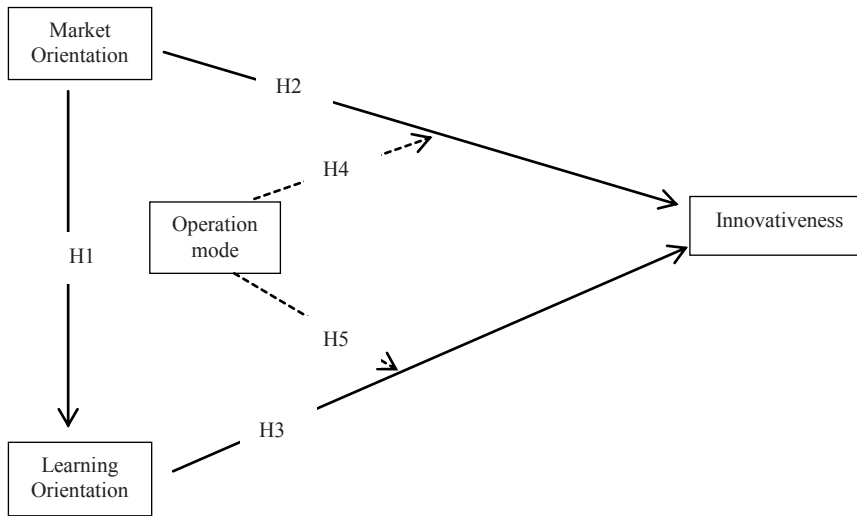 Market
Orientation
H2
H4
Operation
mode
Innovativeness
H1
H5
H3
Learning
Orientation